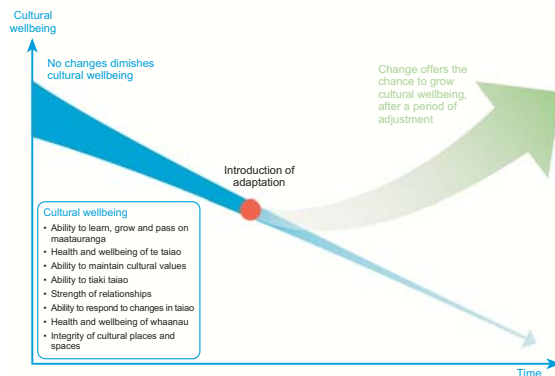 Cultural
wellbeing
No changes dimishes
cultural wellbeing
Change offers the
chance to grow
cultural wellbeing,
after a period of
adjustment
Introduction of
adaptation
Cultural wellbeing
• Ability to learn, grow and pass on
maatauranga
• Health and wellbeing of te taiao
• Ability to maintain cultural values
• Ability to tiaki taiao
• Strength of relationships
• Ability to respond to changes in taiao
• Health and wellbeing of whaanau
• Integrity of cultural places and
spaces
Time